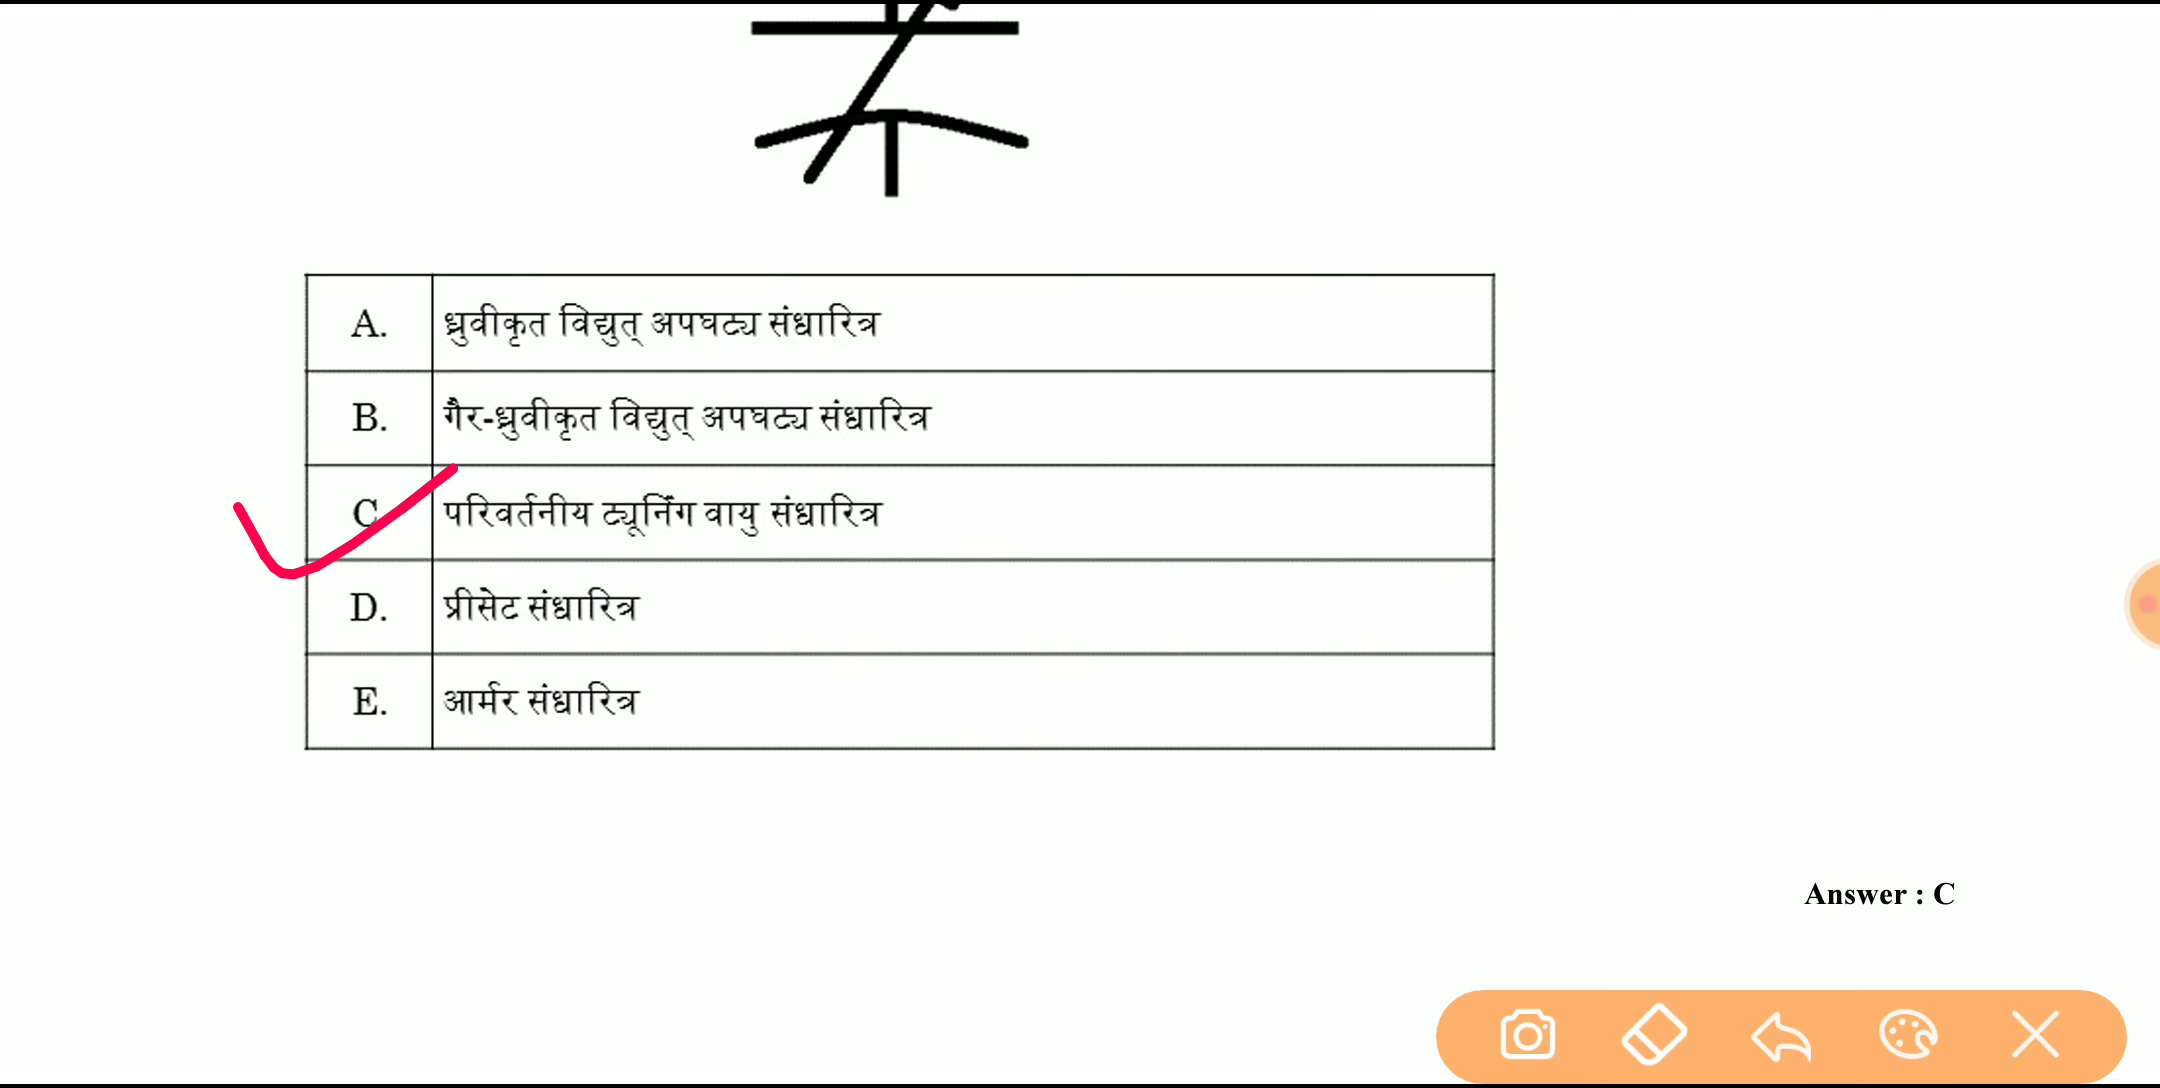 A. ध्रुवीकृत विद्युत् अपघट्य संधारित्र
B. गैर-ध्रुवीकृत विद्युत् अपघट्य संधारित्र
C परिवर्तनीय ट्यूनिंग वायु संधारित्र
D. प्रीसेट संधारित्र
E. आर्मर संधारित्र
Answer : C